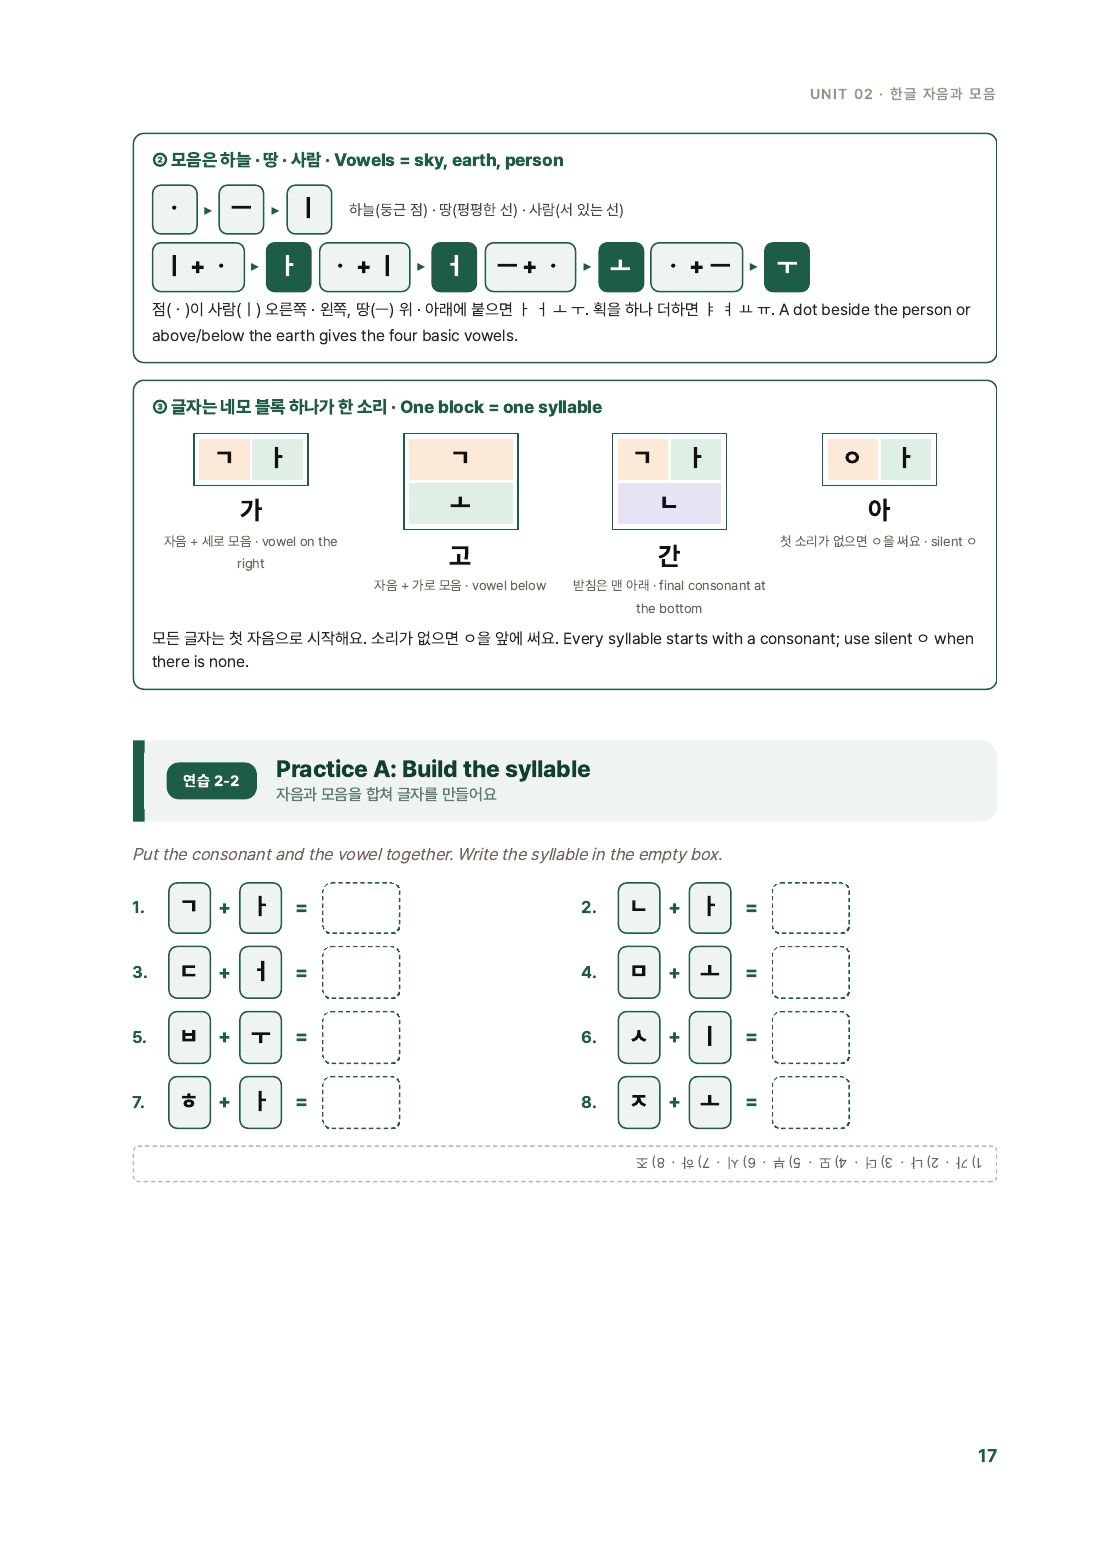 UNIT 02 · 한글 자음과 모음
② 모음은 하늘 · 땅 · 사람 · Vowels = sky, earth, person
· ▸ ㅡ ▸ ㅣ 하늘(둥근 점) · 땅(평평한 선) · 사람(서 있는 선)
ㅣ + · ▸ ㅏ · + ㅣ ▸ ㅓ ㅡ + · ▸ ㅗ · + ㅡ ▸ ㅜ
점( · )이 사람(ㅣ) 오른쪽 · 왼쪽, 땅(ㅡ) 위 · 아래에 붙으면 ㅏ ㅓ ㅗ ㅜ. 획을 하나 더하면 ㅑ ㅕ ㅛ ㅠ. A dot beside the person or
above/below the earth gives the four basic vowels.
③ 글자는 네모 블록 하나가 한 소리 · One block = one syllable
ㄱ ㅏ
가
자음 + 세로 모음 · vowel on the
right
ㄱ
ㅗ
고
자음 + 가로 모음 · vowel below
ㄱ ㅏ
ㄴ
간
받침은 맨 아래 · final consonant at
the bottom
ㅇ ㅏ
아
첫 소리가 없으면 ㅇ을 써요 · silent ㅇ
모든 글자는 첫 자음으로 시작해요. 소리가 없으면 ㅇ을 앞에 써요. Every syllable starts with a consonant; use silent ㅇ when
there is none.
연습 2-2
Practice A: Build the syllable
자음과 모음을 합쳐 글자를 만들어요
Put the consonant and the vowel together. Write the syllable in the empty box.
1. ㄱ + ㅏ =
2. ㄴ + ㅏ =
3. ㄷ + ㅓ =
4. ㅁ + ㅗ =
5. ㅂ + ㅜ =
6. ㅅ + ㅣ =
7. ㅎ + ㅏ =
8. ㅈ + ㅗ =
1) 가 · 2) 나 · 3) 더 · 4) 모 · 5) 부 · 6) 시 · 7) 하 · 8) 조
17